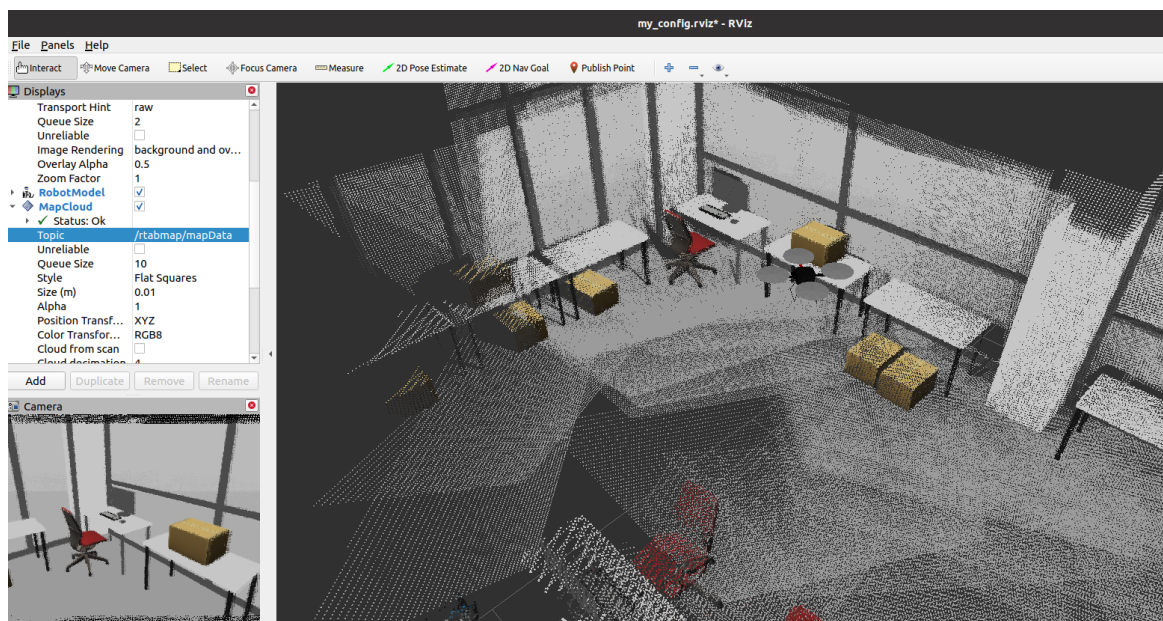 my_config.rviz* - RViz
File Panels Help
Interact Move Camera Select Focus Camera Measure 2D Pose Estimate 2D Nav Goal Publish Point
Displays
Transport Hint raw
Queue Size 2
Unreliable
Image Rendering background and ov...
Overlay Alpha 0.5
Zoom Factor 1
RobotModel
MapCloud
Status: Ok
Topic /rtabmap/mapData
Unreliable
Queue Size 10
Style Flat Squares
Size (m) 0.01
Alpha 1
Position Transf... XYZ
Color Transfor... RGB8
Cloud from scan
Cloud decimation 4
Add Duplicate Remove Rename
Camera